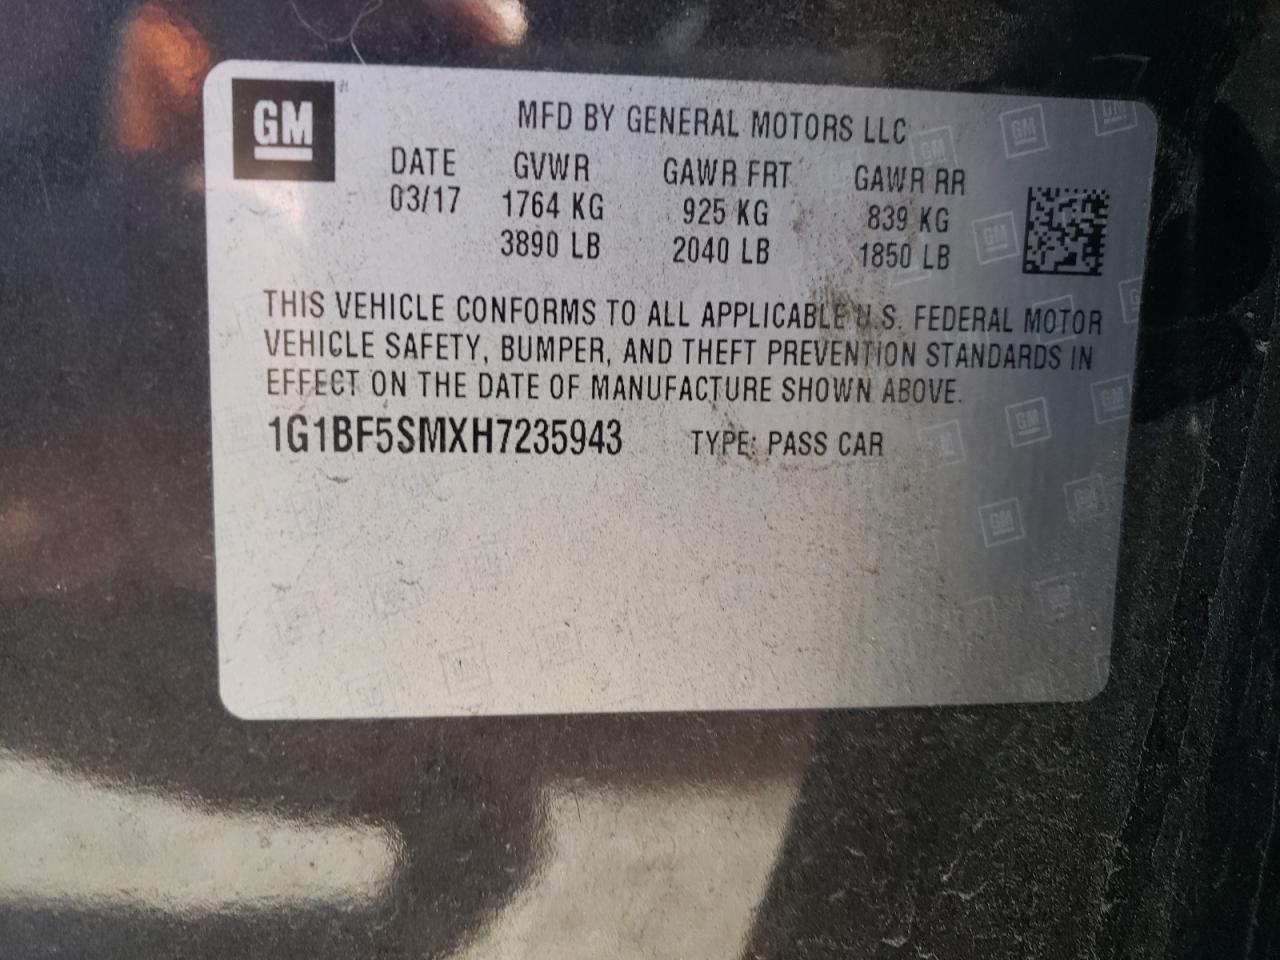 GM
MFD BY GENERAL MOTORS LLC
DATE GVWR GAWR FRT GAWR RR
03/17 1764 KG 925 KG 839 KG
3890 LB 2040 LB 1850 LB
THIS VEHICLE CONFORMS TO ALL APPLICABLE U.S. FEDERAL MOTOR
VEHICLE SAFETY, BUMPER, AND THEFT PREVENTION STANDARDS IN
EFFECT ON THE DATE OF MANUFACTURE SHOWN ABOVE.
1G1BF5SMXH7235943 TYPE: PASS CAR